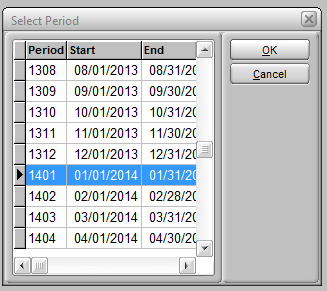 Select Period
Period Start End
1308 08/01/2013 08/31/20
1309 09/01/2013 09/30/20
1310 10/01/2013 10/31/20
1311 11/01/2013 11/30/20
1312 12/01/2013 12/31/20
1401 01/01/2014 01/31/20
1402 02/01/2014 02/28/20
1403 03/01/2014 03/31/20
1404 04/01/2014 04/30/20
OK
Cancel